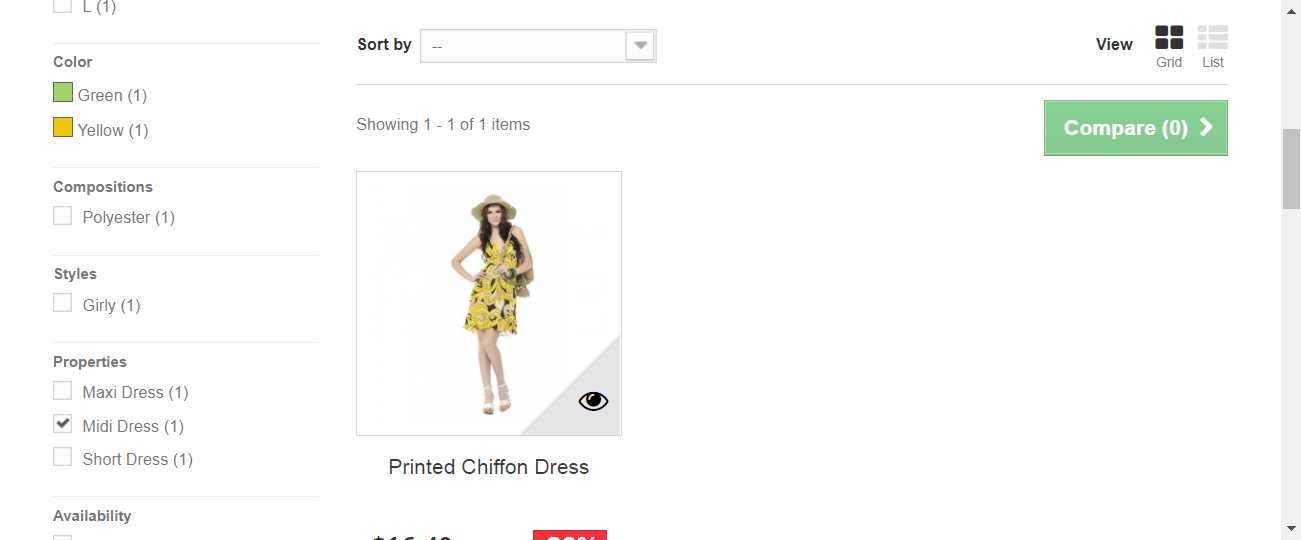 L (1)
Color
Green (1)
Yellow (1)
Compositions
Polyester (1)
Styles
Girly (1)
Properties
Maxi Dress (1)
Midi Dress (1)
Short Dress (1)
Availability
Sort by --
View
Grid
List
Showing 1 - 1 of 1 items
Compare (0)
Printed Chiffon Dress
$16.40